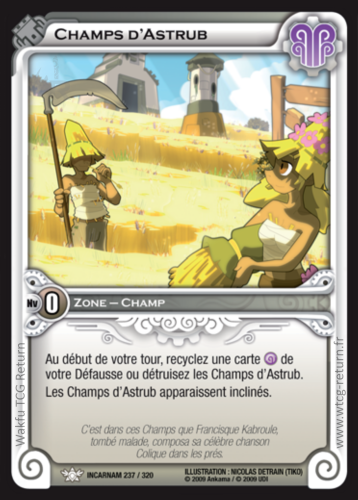 CHAMPS D'ASTRUB
Nv 0 ZONE – CHAMP
Au début de votre tour, recyclez une carte de
votre Défausse ou détruisez les Champs d'Astrub.
Les Champs d'Astrub apparaissent inclinés.
C'est dans ces Champs que Francisque Kabroule,
tombé malade, composa sa célèbre chanson
Colique dans les prés.
INCARNAM 237 / 320
ILLUSTRATION : NICOLAS DETRAIN (TIKO)
© 2009 Ankama / © 2009 UDI
Wakfu TCG Return
www.wtcg-return.fr